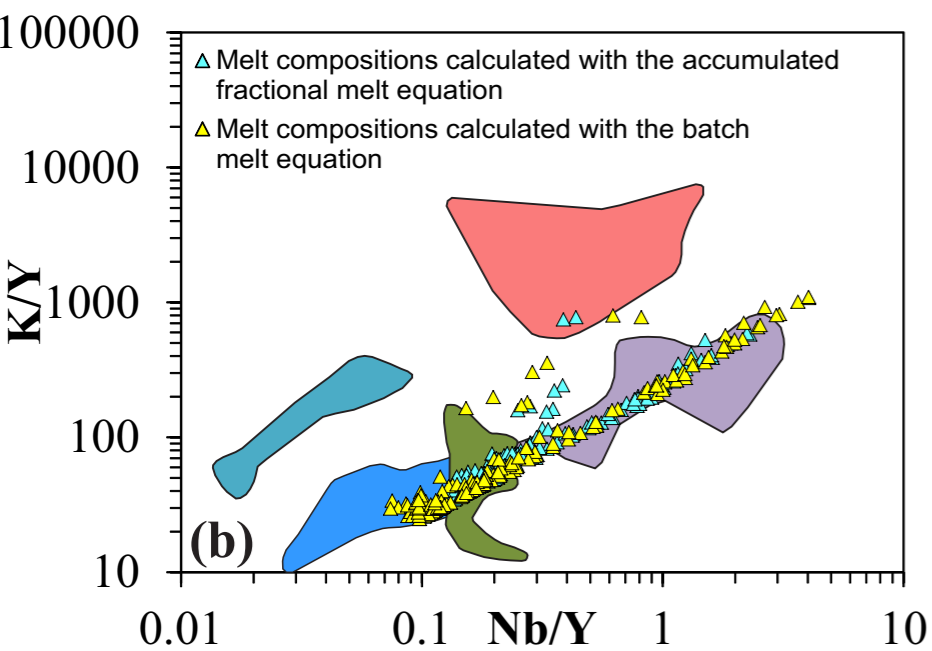 100000
Melt compositions calculated with the accumulated
fractional melt equation
Melt compositions calculated with the batch
melt equation
10000
K/Y
1000
100
10
(b)
0.01
0.1
Nb/Y
1
10